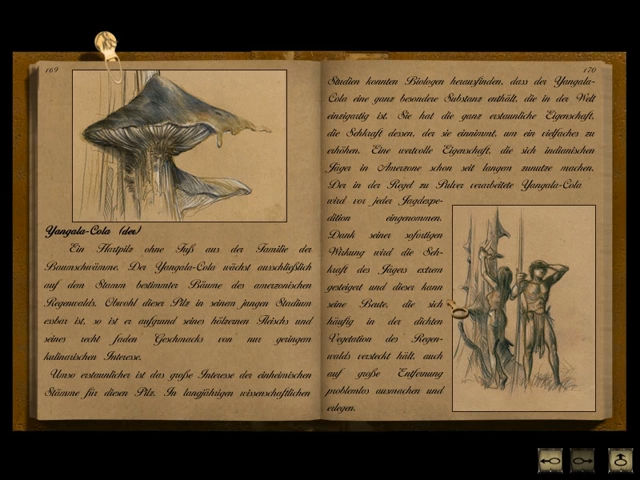 169
Yangala-Cola (der)
Ein Hartpilz ohne Fuß aus der Familie der
Baumschwämme. Der Yangala-Cola wächst ausschließlich
auf dem Stamm bestimmter Bäume des amerzonischen
Regenwalds. Obwohl dieser Pilz in seinem jungen Stadium
essbar ist, so ist er aufgrund seines hölzernen Fleischs und
seines recht faden Geschmacks von nur geringem
kulinarischen Interesse.
Umso erstaunlicher ist das große Interesse der einheimischen
Stämme für diesen Pilz. In langjährigen wissenschaftlichen
170
Studien konnten Biologen herausfinden, dass der Yangala-
Cola eine ganz besondere Substanz enthält, die in der Welt
einzigartig ist. Sie hat die ganz erstaunliche Eigenschaft,
die Sehkraft dessen, der sie einnimmt, um ein vielfaches zu
erhöhen. Eine wertvolle Eigenschaft, die sich indianischen
Jäger in Amerzone schon seit langem zunutze machen.
Der in der Regel zu Pulver verarbeitete Yangala-Cola
wird vor jeder Jagdexpe-
dition eingenommen.
Dank seiner sofortigen
Wirkung wird die Seh-
kraft des Jägers extrem
gesteigert und dieser kann
seine Beute, die sich
häufig in der dichten
Vegetation des Regen-
walds versteckt hält, auch
auf große Entfernung
problemlos ausmachen und
erlegen.